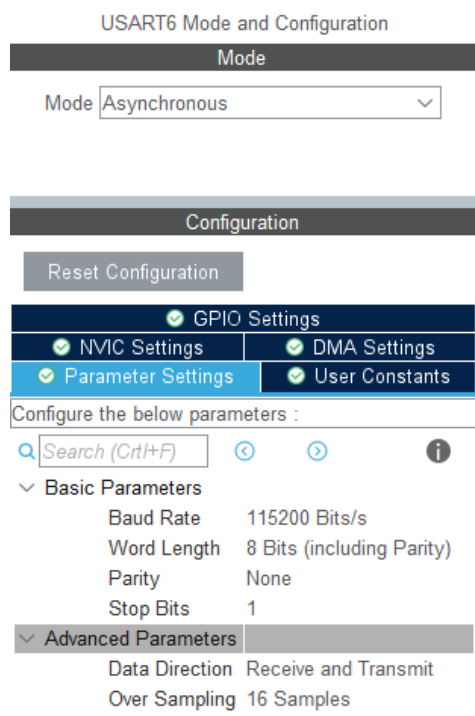 USART6 Mode and Configuration
Mode
Mode Asynchronous
Configuration
Reset Configuration
GPIO Settings
NVIC Settings DMA Settings
Parameter Settings User Constants
Configure the below parameters :
Search (Crtl+F)
Basic Parameters
Baud Rate 115200 Bits/s
Word Length 8 Bits (including Parity)
Parity None
Stop Bits 1
Advanced Parameters
Data Direction Receive and Transmit
Over Sampling 16 Samples